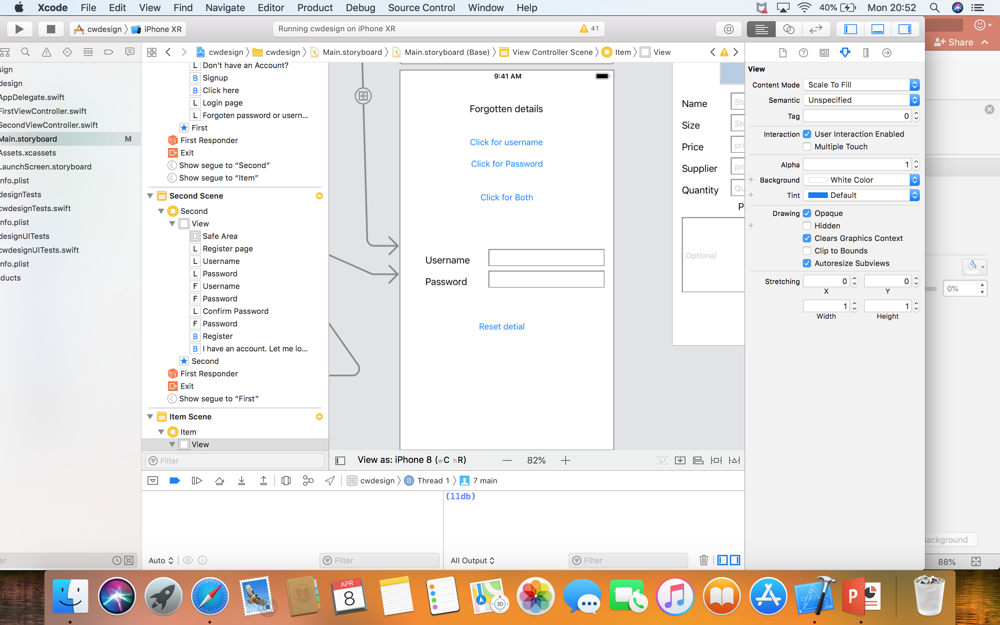 Xcode File Edit View Find Navigate Editor Product Debug Source Control Window Help 40% Mon 20:52
cwdesign iPhone XR Running cwdesign on iPhone XR 41
Share
cwdesign cwdesign Main.storyboard Main.storyboard (Base) View Controller Scene Item View
sign
design
AppDelegate.swift
FirstViewController.swift
SecondViewController.swift
Main.storyboard M
Assets.xcassets
LaunchScreen.storyboard
nfo.plist
designTests
cwdesignTests.swift
nfo.plist
designUITests
cwdesignUITests.swift
nfo.plist
ducts
er
L Don't have an Account?
B Signup
B Click here
L Login page
L Forgoten password or usern...
First
First Responder
Exit
Show segue to “Second”
Show segue to “Item”
Second Scene
Second
View
Safe Area
L Register page
L Username
L Password
F Username
F Password
L Confirm Password
F Password
B Register
B I have an account. Let me lo...
Second
First Responder
Exit
Show segue to “First”
Item Scene
Item
View
Filter
9:41 AM
Forgotten details
Click for username
Click for Password
Click for Both
Username
Password
Reset detial
Name Sto
Size Sto
Price pri
Supplier pri
Quantity Qu
P
Optional
View as: iPhone 8 (wC hR) 82%
cwdesign Thread 1 7 main
(lldb)
Auto Filter All Output Filter
View
Content Mode Scale To Fill
Semantic Unspecified
Tag 0
Interaction User Interaction Enabled
Multiple Touch
Alpha 1
Background White Color
Tint Default
Drawing Opaque
Hidden
Clears Graphics Context
Clip to Bounds
Autoresize Subviews
Stretching 0 0
X Y
1 1
Width Height
0%
Background
88%
APR
8
3D
P